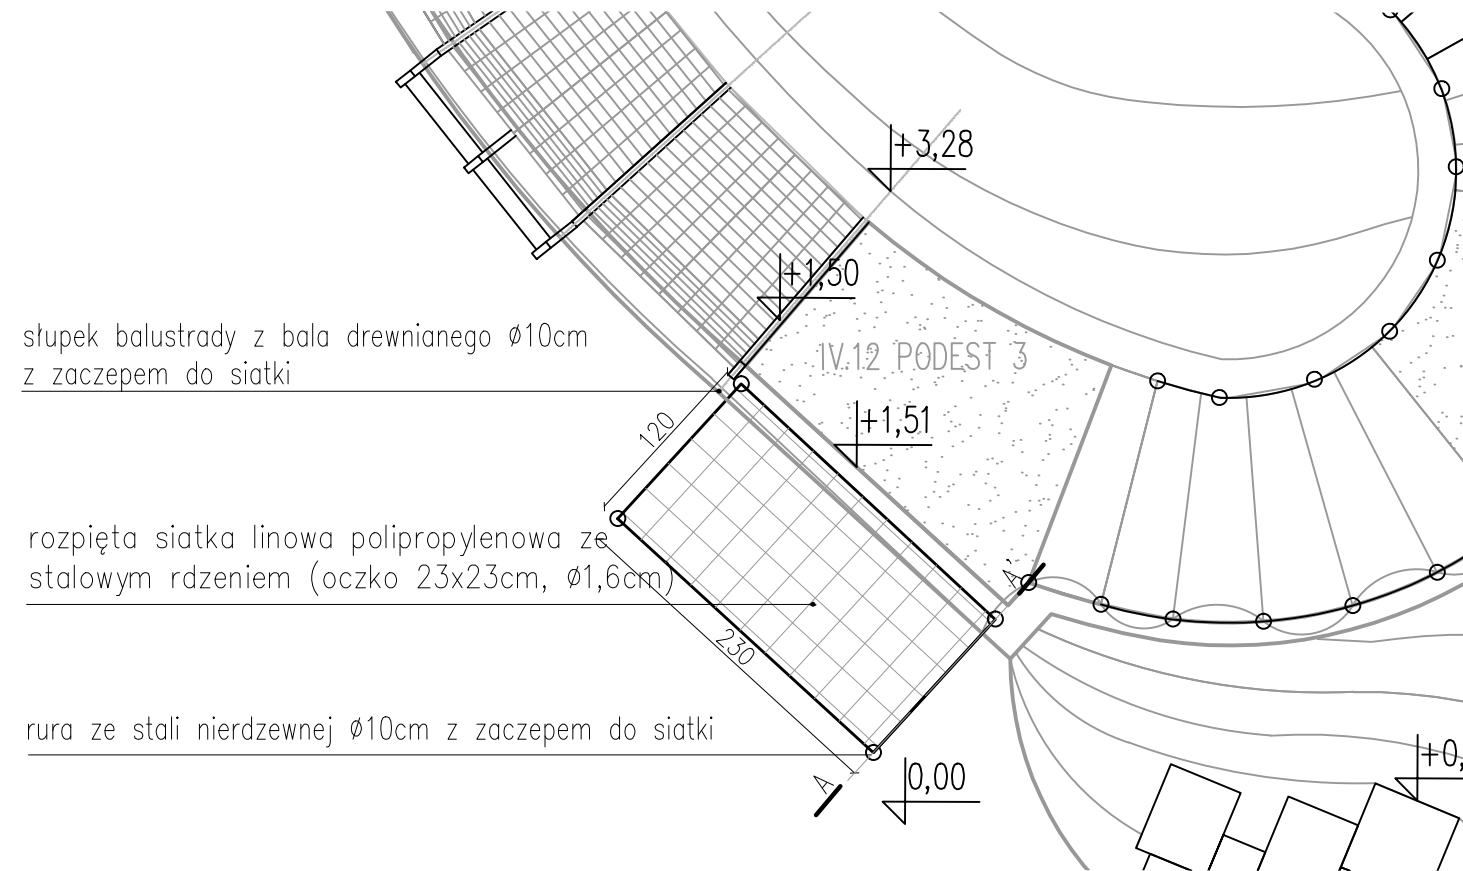 +3,28
+1,50
słupek balustrady z bala drewnianego Ø10cm
z zaczepem do siatki
IV.12 PODEST 3
+1,51
120
rozpięta siatka linowa polipropylenowa ze
stalowym rdzeniem (oczko 23x23cm, Ø1,6cm)
A'
230
rura ze stali nierdzewnej Ø10cm z zaczepem do siatki
A
0,00
+0,